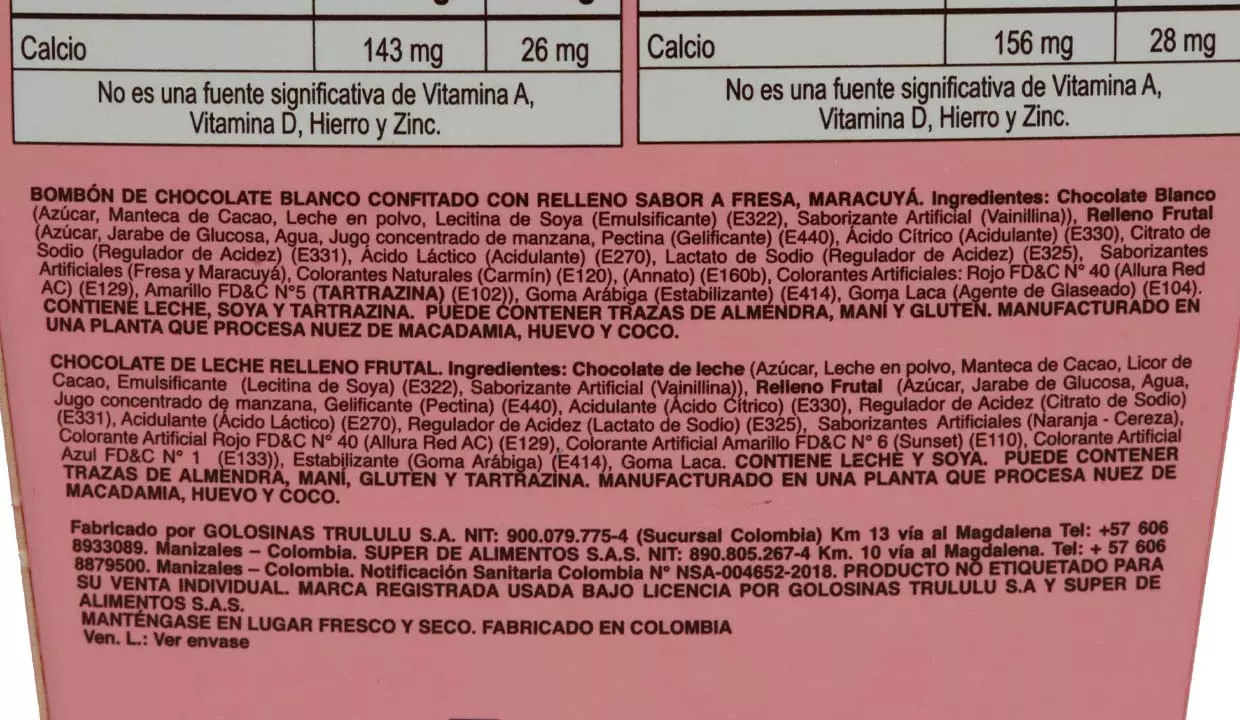 Calcio 143 mg 26 mg
No es una fuente significativa de Vitamina A,
Vitamina D, Hierro y Zinc.
Calcio 156 mg 28 mg
No es una fuente significativa de Vitamina A,
Vitamina D, Hierro y Zinc.
BOMBÓN DE CHOCOLATE BLANCO CONFITADO CON RELLENO SABOR A FRESA, MARACUYÁ. Ingredientes: Chocolate Blanco
(Azúcar, Manteca de Cacao, Leche en polvo, Lecitina de Soya (Emulsificante) (E322), Saborizante Artificial (Vainillina)), Relleno Frutal
(Azúcar, Jarabe de Glucosa, Agua, Jugo concentrado de manzana, Pectina (Gelificante) (E440), Ácido Cítrico (Acidulante) (E330), Citrato de
Sodio (Regulador de Acidez) (E331), Ácido Láctico (Acidulante) (E270), Lactato de Sodio (Regulador de Acidez) (E325), Saborizantes
Artificiales (Fresa y Maracuyá), Colorantes Naturales (Carmín) (E120), (Annato) (E160b), Colorantes Artificiales: Rojo FD&C N° 40 (Allura Red
AC) (E129), Amarillo FD&C N°5 (TARTRAZINA) (E102)), Goma Arábiga (Estabilizante) (E414), Goma Laca (Agente de Glaseado) (E104).
CONTIENE LECHE, SOYA Y TARTRAZINA. PUEDE CONTENER TRAZAS DE ALMENDRA, MANÍ Y GLUTEN. MANUFACTURADO EN
UNA PLANTA QUE PROCESA NUEZ DE MACADAMIA, HUEVO Y COCO.
CHOCOLATE DE LECHE RELLENO FRUTAL. Ingredientes: Chocolate de leche (Azúcar, Leche en polvo, Manteca de Cacao, Licor de
Cacao, Emulsificante (Lecitina de Soya) (E322), Saborizante Artificial (Vainillina)), Relleno Frutal (Azúcar, Jarabe de Glucosa, Agua,
Jugo concentrado de manzana, Gelificante (Pectina) (E440), Acidulante (Ácido Cítrico) (E330), Regulador de Acidez (Citrato de Sodio)
(E331), Acidulante (Ácido Láctico) (E270), Regulador de Acidez (Lactato de Sodio) (E325), Saborizantes Artificiales (Naranja - Cereza),
Colorante Artificial Rojo FD&C N° 40 (Allura Red AC) (E129), Colorante Artificial Amarillo FD&C N° 6 (Sunset) (E110), Colorante Artificial
Azul FD&C N° 1 (E133)), Estabilizante (Goma Arábiga) (E414), Goma Laca. CONTIENE LECHE Y SOYA. PUEDE CONTENER
TRAZAS DE ALMENDRA, MANÍ, GLUTEN Y TARTRAZINA. MANUFACTURADO EN UNA PLANTA QUE PROCESA NUEZ DE
MACADAMIA, HUEVO Y COCO.
Fabricado por GOLOSINAS TRULULU S.A. NIT: 900.079.775-4 (Sucursal Colombia) Km 13 vía al Magdalena Tel: +57 606
8933089. Manizales – Colombia. SUPER DE ALIMENTOS S.A.S. NIT: 890.805.267-4 Km. 10 vía al Magdalena. Tel: + 57 606
8879500. Manizales – Colombia. Notificación Sanitaria Colombia N° NSA-004652-2018. PRODUCTO NO ETIQUETADO PARA
SU VENTA INDIVIDUAL. MARCA REGISTRADA USADA BAJO LICENCIA POR GOLOSINAS TRULULU S.A Y SUPER DE
ALIMENTOS S.A.S.
MANTÉNGASE EN LUGAR FRESCO Y SECO. FABRICADO EN COLOMBIA
Ven. L.: Ver envase